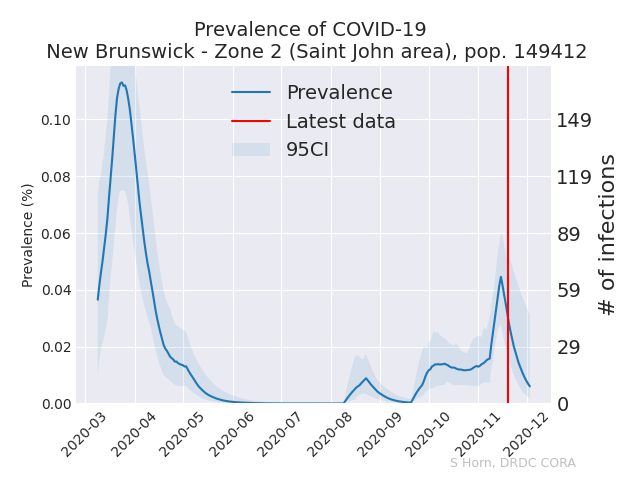 Prevalence of COVID-19
New Brunswick - Zone 2 (Saint John area), pop. 149412
Prevalence
Latest data
95CI
Prevalence (%)
0.10
0.08
0.06
0.04
0.02
0.00
149
119
89
59
29
0
# of infections
2020-03
2020-04
2020-05
2020-06
2020-07
2020-08
2020-09
2020-10
2020-11
2020-12
S Horn, DRDC CORA